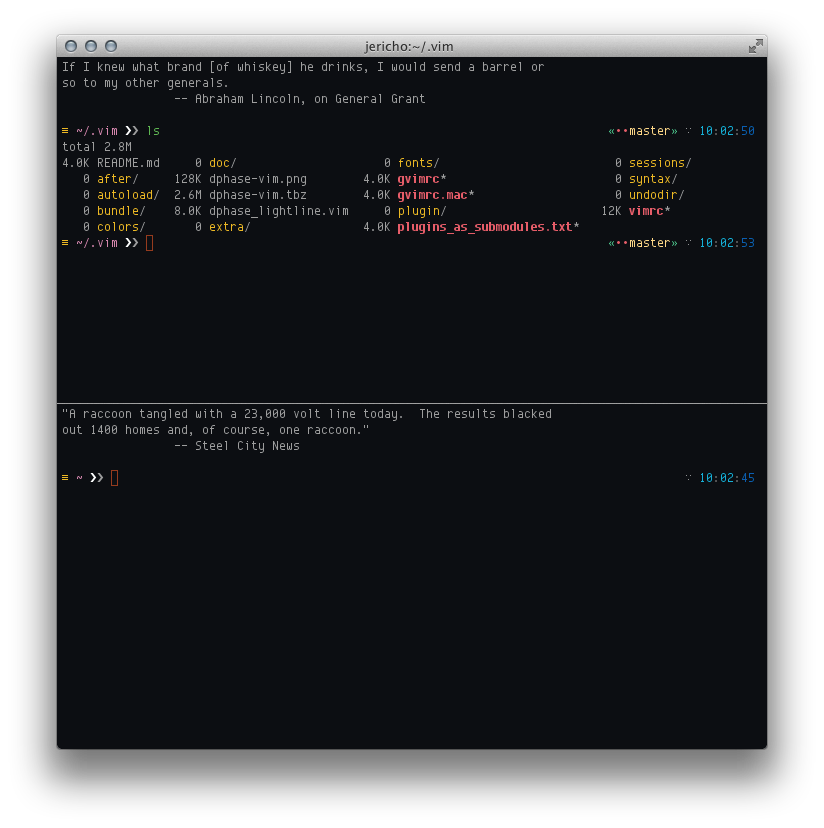 jericho:~/.vim
If I knew what brand [of whiskey] he drinks, I would send a barrel or
so to my other generals.
                -- Abraham Lincoln, on General Grant
≡ ~/.vim ❯❯ ls                                                                «••master» ∵ 10:02:50
total 2.8M
4.0K README.md     0 doc/                      0 fonts/                         0 sessions/
   0 after/     128K dphase-vim.png        4.0K gvimrc*                        0 syntax/
   0 autoload/  2.6M dphase-vim.tbz        4.0K gvimrc.mac*                    0 undodir/
   0 bundle/    8.0K dphase_lightline.vim     0 plugin/                      12K vimrc*
   0 colors/       0 extra/                4.0K plugins_as_submodules.txt*
≡ ~/.vim ❯❯                                                                   «••master» ∵ 10:02:53
"A raccoon tangled with a 23,000 volt line today.  The results blacked
out 1400 homes and, of course, one raccoon."
                -- Steel City News
≡ ~ ❯❯                                                                                   ∵ 10:02:45